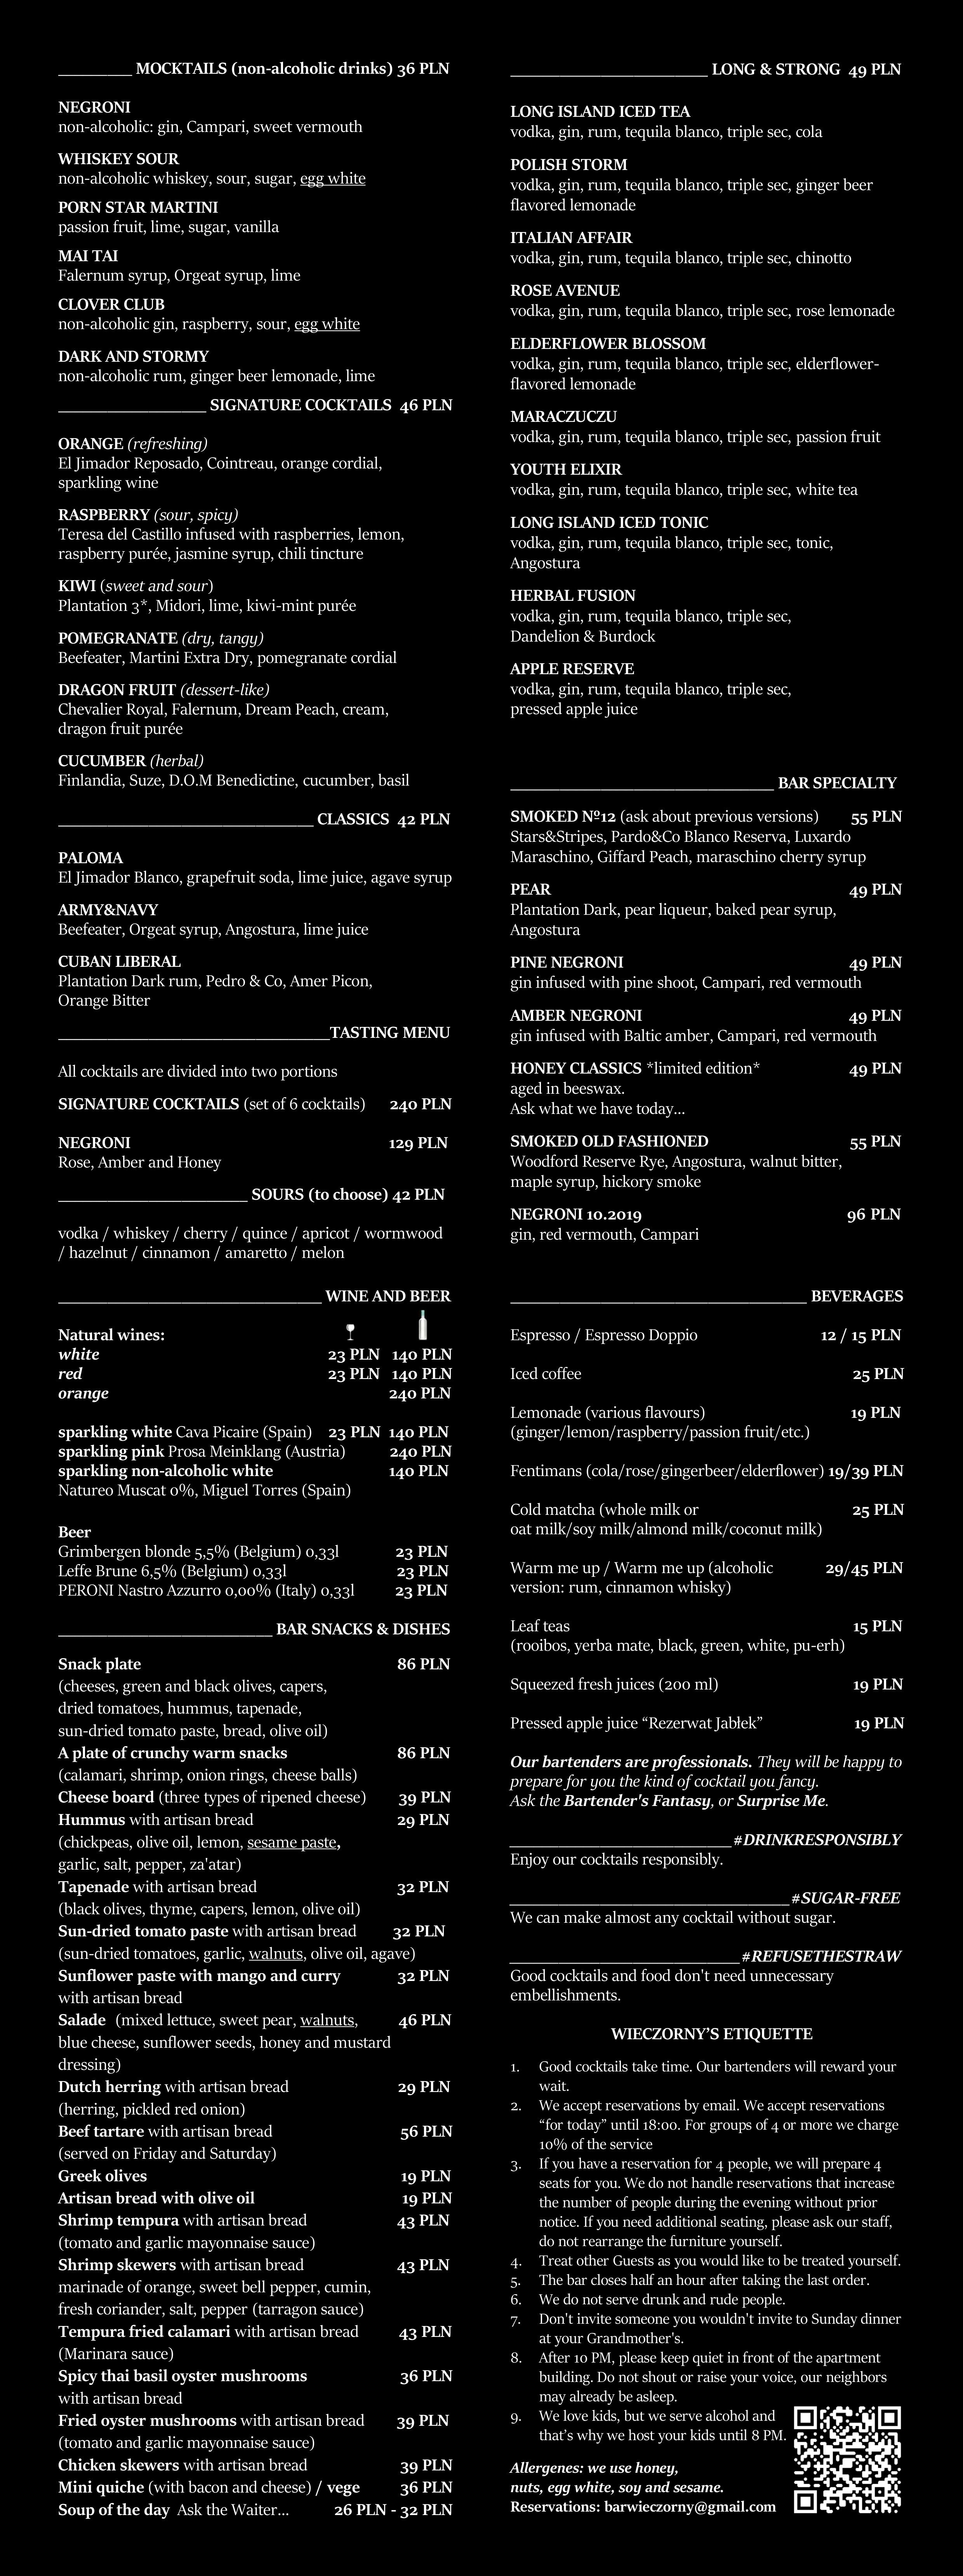 MOCKTAILS (non-alcoholic drinks) 36 PLN
NEGRONI
non-alcoholic: gin, Campari, sweet vermouth
WHISKEY SOUR
non-alcoholic whiskey, sour, sugar, egg white
PORN STAR MARTINI
passion fruit, lime, sugar, vanilla
MAI TAI
Falernum syrup, Orgeat syrup, lime
CLOVER CLUB
non-alcoholic gin, raspberry, sour, egg white
DARK AND STORMY
non-alcoholic rum, ginger beer lemonade, lime
SIGNATURE COCKTAILS 46 PLN
ORANGE (refreshing)
El Jimador Reposado, Cointreau, orange cordial,
sparkling wine
RASPBERRY (sour, spicy)
Teresa del Castillo infused with raspberries, lemon,
raspberry purée, jasmine syrup, chili tincture
KIWI (sweet and sour)
Plantation 3*, Midori, lime, kiwi-mint purée
POMEGRANATE (dry, tangy)
Beefeater, Martini Extra Dry, pomegranate cordial
DRAGON FRUIT (dessert-like)
Chevalier Royal, Falernum, Dream Peach, cream,
dragon fruit purée
CUCUMBER (herbal)
Finlandia, Suze, D.O.M Benedictine, cucumber, basil
CLASSICS 42 PLN
PALOMA
El Jimador Blanco, grapefruit soda, lime juice, agave syrup
ARMY&NAVY
Beefeater, Orgeat syrup, Angostura, lime juice
CUBAN LIBERAL
Plantation Dark rum, Pedro & Co, Amer Picon,
Orange Bitter
TASTING MENU
All cocktails are divided into two portions
SIGNATURE COCKTAILS (set of 6 cocktails) 240 PLN
NEGRONI 129 PLN
Rose, Amber and Honey
SOURS (to choose) 42 PLN
vodka / whiskey / cherry / quince / apricot / wormwood
/ hazelnut / cinnamon / amaretto / melon
WINE AND BEER
Natural wines:
white 23 PLN 140 PLN
red 23 PLN 140 PLN
orange 240 PLN
sparkling white Cava Picaire (Spain) 23 PLN 140 PLN
sparkling pink Prosa Meinklang (Austria) 240 PLN
sparkling non-alcoholic white 140 PLN
Natureo Muscat 0%, Miguel Torres (Spain)
Beer
Grimbergen blonde 5,5% (Belgium) 0,33l 23 PLN
Leffe Brune 6,5% (Belgium) 0,33l 23 PLN
PERONI Nastro Azzurro 0,00% (Italy) 0,33l 23 PLN
BAR SNACKS & DISHES
Snack plate 86 PLN
(cheeses, green and black olives, capers,
dried tomatoes, hummus, tapenade,
sun-dried tomato paste, bread, olive oil)
A plate of crunchy warm snacks 86 PLN
(calamari, shrimp, onion rings, cheese balls)
Cheese board (three types of ripened cheese) 39 PLN
Hummus with artisan bread 29 PLN
(chickpeas, olive oil, lemon, sesame paste,
garlic, salt, pepper, za'atar)
Tapenade with artisan bread 32 PLN
(black olives, thyme, capers, lemon, olive oil)
Sun-dried tomato paste with artisan bread 32 PLN
(sun-dried tomatoes, garlic, walnuts, olive oil, agave)
Sunflower paste with mango and curry 32 PLN
with artisan bread
Salade (mixed lettuce, sweet pear, walnuts, 46 PLN
blue cheese, sunflower seeds, honey and mustard
dressing)
Dutch herring with artisan bread 29 PLN
(herring, pickled red onion)
Beef tartare with artisan bread 56 PLN
(served on Friday and Saturday)
Greek olives 19 PLN
Artisan bread with olive oil 19 PLN
Shrimp tempura with artisan bread 43 PLN
(tomato and garlic mayonnaise sauce)
Shrimp skewers with artisan bread 43 PLN
marinade of orange, sweet bell pepper, cumin,
fresh coriander, salt, pepper (tarragon sauce)
Tempura fried calamari with artisan bread 43 PLN
(Marinara sauce)
Spicy thai basil oyster mushrooms 36 PLN
with artisan bread
Fried oyster mushrooms with artisan bread 39 PLN
(tomato and garlic mayonnaise sauce)
Chicken skewers with artisan bread 39 PLN
Mini quiche (with bacon and cheese) / vege 36 PLN
Soup of the day Ask the Waiter... 26 PLN - 32 PLN
LONG & STRONG 49 PLN
LONG ISLAND ICED TEA
vodka, gin, rum, tequila blanco, triple sec, cola
POLISH STORM
vodka, gin, rum, tequila blanco, triple sec, ginger beer
flavored lemonade
ITALIAN AFFAIR
vodka, gin, rum, tequila blanco, triple sec, chinotto
ROSE AVENUE
vodka, gin, rum, tequila blanco, triple sec, rose lemonade
ELDERFLOWER BLOSSOM
vodka, gin, rum, tequila blanco, triple sec, elderflower-
flavored lemonade
MARACZUCZU
vodka, gin, rum, tequila blanco, triple sec, passion fruit
YOUTH ELIXIR
vodka, gin, rum, tequila blanco, triple sec, white tea
LONG ISLAND ICED TONIC
vodka, gin, rum, tequila blanco, triple sec, tonic,
Angostura
HERBAL FUSION
vodka, gin, rum, tequila blanco, triple sec,
Dandelion & Burdock
APPLE RESERVE
vodka, gin, rum, tequila blanco, triple sec,
pressed apple juice
BAR SPECIALTY
SMOKED Nº12 (ask about previous versions) 55 PLN
Stars&Stripes, Pardo&Co Blanco Reserva, Luxardo
Maraschino, Giffard Peach, maraschino cherry syrup
PEAR 49 PLN
Plantation Dark, pear liqueur, baked pear syrup,
Angostura
PINE NEGRONI 49 PLN
gin infused with pine shoot, Campari, red vermouth
AMBER NEGRONI 49 PLN
gin infused with Baltic amber, Campari, red vermouth
HONEY CLASSICS *limited edition* 49 PLN
aged in beeswax.
Ask what we have today...
SMOKED OLD FASHIONED 55 PLN
Woodford Reserve Rye, Angostura, walnut bitter,
maple syrup, hickory smoke
NEGRONI 10.2019 96 PLN
gin, red vermouth, Campari
BEVERAGES
Espresso / Espresso Doppio 12 / 15 PLN
Iced coffee 25 PLN
Lemonade (various flavours) 19 PLN
(ginger/lemon/raspberry/passion fruit/etc.)
Fentimans (cola/rose/gingerbeer/elderflower) 19/39 PLN
Cold matcha (whole milk or 25 PLN
oat milk/soy milk/almond milk/coconut milk)
Warm me up / Warm me up (alcoholic 29/45 PLN
version: rum, cinnamon whisky)
Leaf teas 15 PLN
(rooibos, yerba mate, black, green, white, pu-erh)
Squeezed fresh juices (200 ml) 19 PLN
Pressed apple juice “Rezerwat Jabłek” 19 PLN
Our bartenders are professionals. They will be happy to
prepare for you the kind of cocktail you fancy.
Ask the Bartender's Fantasy, or Surprise Me.
#DRINKRESPONSIBLY
Enjoy our cocktails responsibly.
#SUGAR-FREE
We can make almost any cocktail without sugar.
#REFUSETHESTRAW
Good cocktails and food don't need unnecessary
embellishments.
WIECZORNY’S ETIQUETTE
1. Good cocktails take time. Our bartenders will reward your
wait.
2. We accept reservations by email. We accept reservations
“for today” until 18:00. For groups of 4 or more we charge
10% of the service
3. If you have a reservation for 4 people, we will prepare 4
seats for you. We do not handle reservations that increase
the number of people during the evening without prior
notice. If you need additional seating, please ask our staff,
do not rearrange the furniture yourself.
4. Treat other Guests as you would like to be treated yourself.
5. The bar closes half an hour after taking the last order.
6. We do not serve drunk and rude people.
7. Don't invite someone you wouldn't invite to Sunday dinner
at your Grandmother's.
8. After 10 PM, please keep quiet in front of the apartment
building. Do not shout or raise your voice, our neighbors
may already be asleep.
9. We love kids, but we serve alcohol and
that’s why we host your kids until 8 PM.
Allergenes: we use honey,
nuts, egg white, soy and sesame.
Reservations: barwieczorny@gmail.com